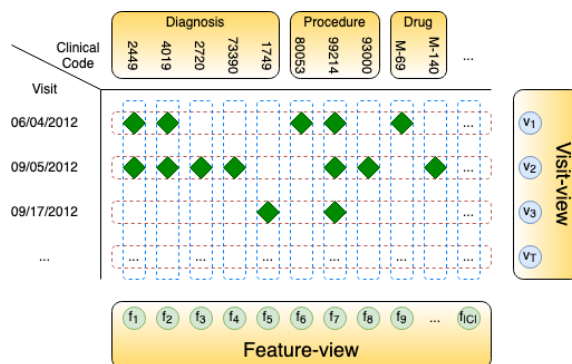 Diagnosis Procedure Drug
Clinical Code 2449 4019 2720 73390 1749 80053 99214 93000 M-69 M-140 ...
Visit
06/04/2012 ... v1
09/05/2012 ... v2
09/17/2012 ... v3
... ... ... ... ... ... ... vT
Visit-view
f1 f2 f3 f4 f5 f6 f7 f8 f9 ... f|C|
Feature-view